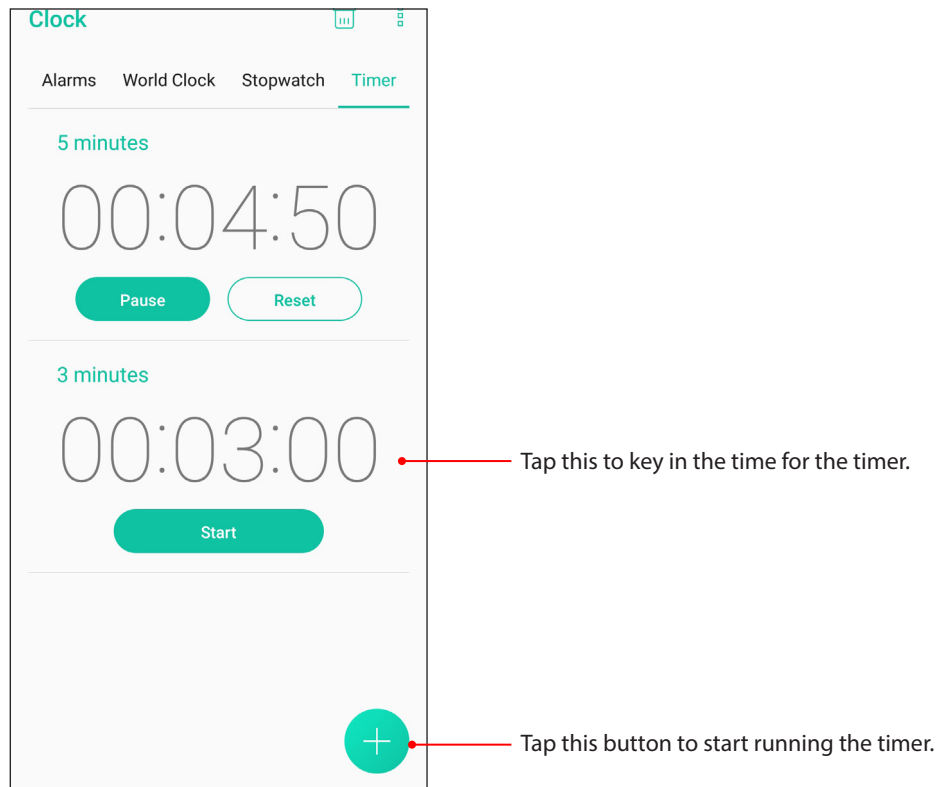 Clock
Alarms World Clock Stopwatch Timer
5 minutes
00:04:50
Pause Reset
3 minutes
00:03:00
Tap this to key in the time for the timer.
Start
Tap this button to start running the timer.